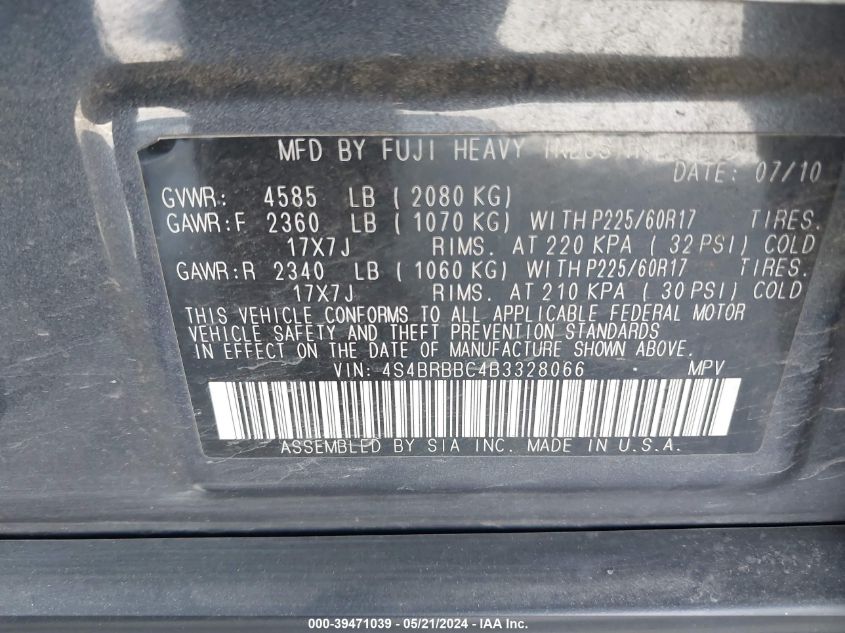 MFD BY FUJI HEAVY INDUSTRIES
DATE: 07/10
GVWR: 4585 LB ( 2080 KG)
GAWR:F 2360 LB ( 1070 KG) WITHP225/60R17 TIRES.
17X7J RIMS. AT 220 KPA ( 32 PSI) COLD
GAWR:R 2340 LB ( 1060 KG) WITHP225/60R17 TIRES.
17X7J RIMS. AT 210 KPA ( 30 PSI) COLD
THIS VEHICLE CONFORMS TO ALL APPLICABLE FEDERAL MOTOR
VEHICLE SAFETY AND THEFT PREVENTION STANDARDS
IN EFFECT ON THE DATE OF MANUFACTURE SHOWN ABOVE.
VIN: 4S4BRBBC4B3328066 MPV
ASSEMBLED BY SIA INC. MADE IN U.S.A.
000-39471039 - 05/21/2024 - IAA Inc.